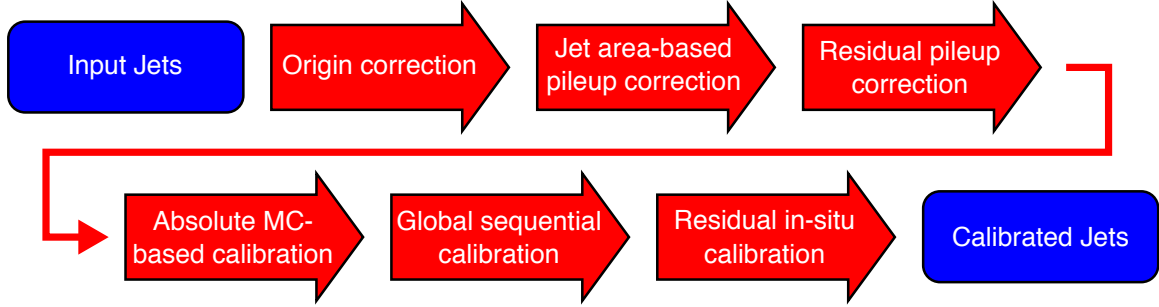 Input Jets
Origin correction
Jet area-based
pileup correction
Residual pileup
correction
Absolute MC-
based calibration
Global sequential
calibration
Residual in-situ
calibration
Calibrated Jets